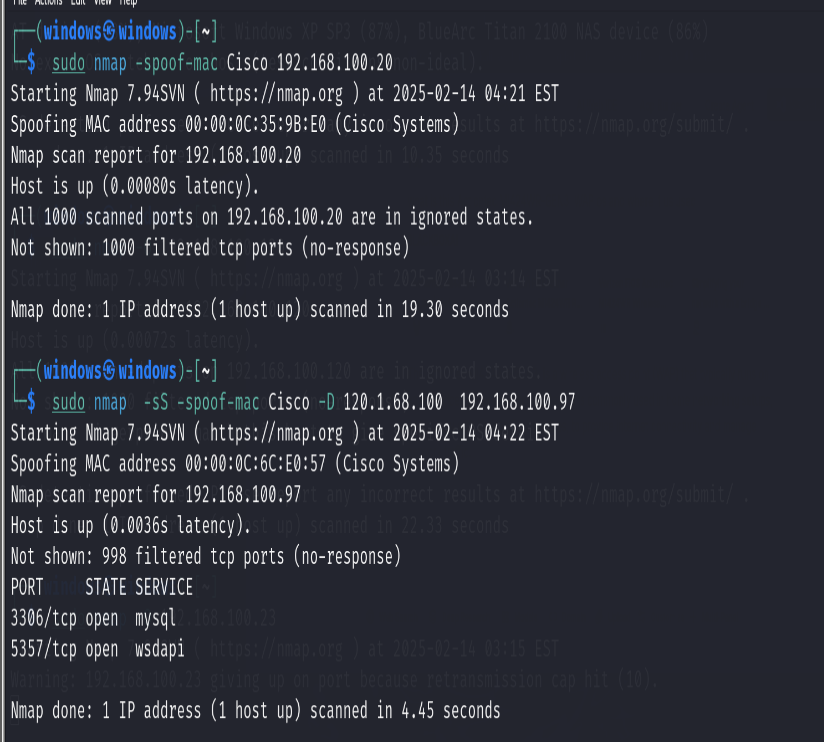 File Actions Edit View Help
┌──(windows㉿windows)-[~]
└─$ sudo nmap -spoof-mac Cisco 192.168.100.20
Starting Nmap 7.94SVN ( https://nmap.org ) at 2025-02-14 04:21 EST
Spoofing MAC address 00:00:0C:35:9B:E0 (Cisco Systems)
Nmap scan report for 192.168.100.20
Host is up (0.00080s latency).
All 1000 scanned ports on 192.168.100.20 are in ignored states.
Not shown: 1000 filtered tcp ports (no-response)
Nmap done: 1 IP address (1 host up) scanned in 19.30 seconds
┌──(windows㉿windows)-[~]
└─$ sudo nmap  -sS -spoof-mac Cisco -D 120.1.68.100  192.168.100.97
Starting Nmap 7.94SVN ( https://nmap.org ) at 2025-02-14 04:22 EST
Spoofing MAC address 00:00:0C:6C:E0:57 (Cisco Systems)
Nmap scan report for 192.168.100.97
Host is up (0.0036s latency).
Not shown: 998 filtered tcp ports (no-response)
PORT     STATE SERVICE
3306/tcp open  mysql
5357/tcp open  wsdapi
Nmap done: 1 IP address (1 host up) scanned in 4.45 seconds